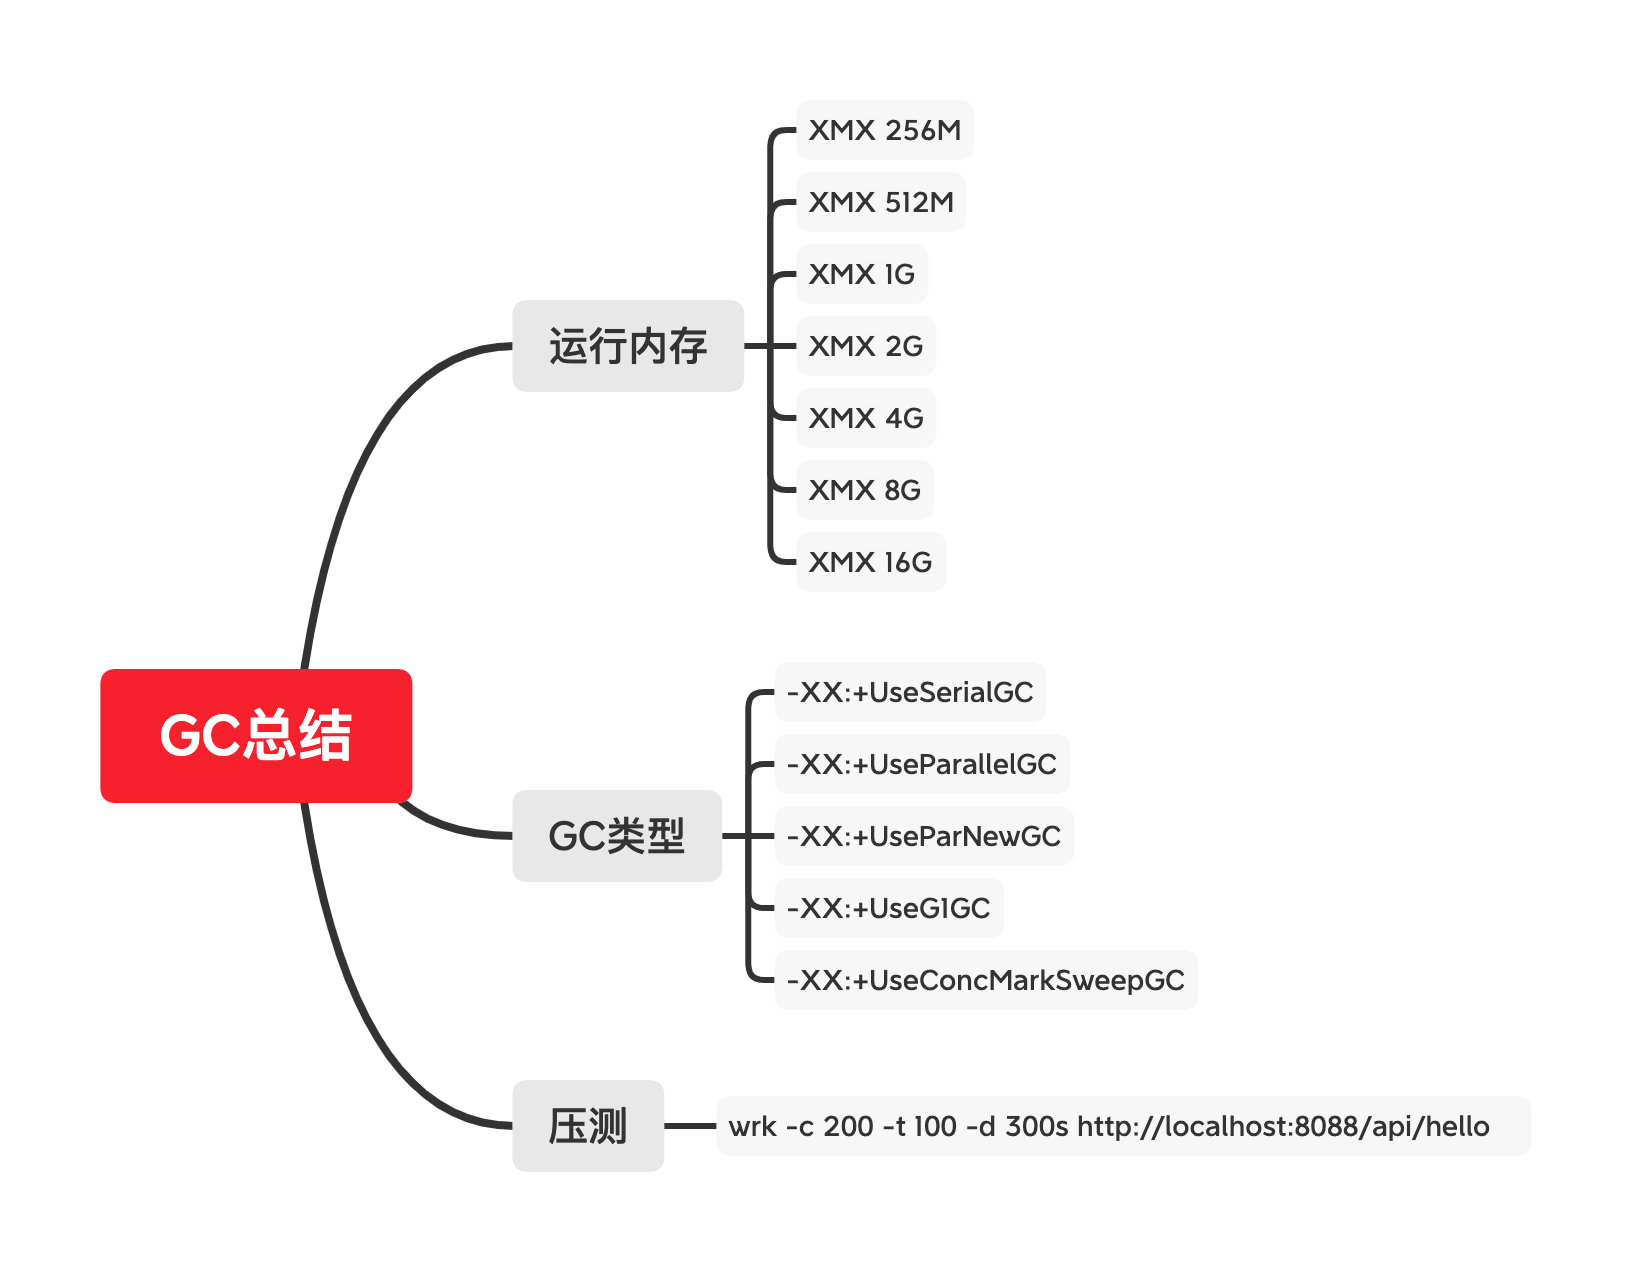 GC总结
运行内存
XMX 256M
XMX 512M
XMX 1G
XMX 2G
XMX 4G
XMX 8G
XMX 16G
GC类型
-XX:+UseSerialGC
-XX:+UseParallelGC
-XX:+UseParNewGC
-XX:+UseG1GC
-XX:+UseConcMarkSweepGC
压测
wrk -c 200 -t 100 -d 300s http://localhost:8088/api/hello